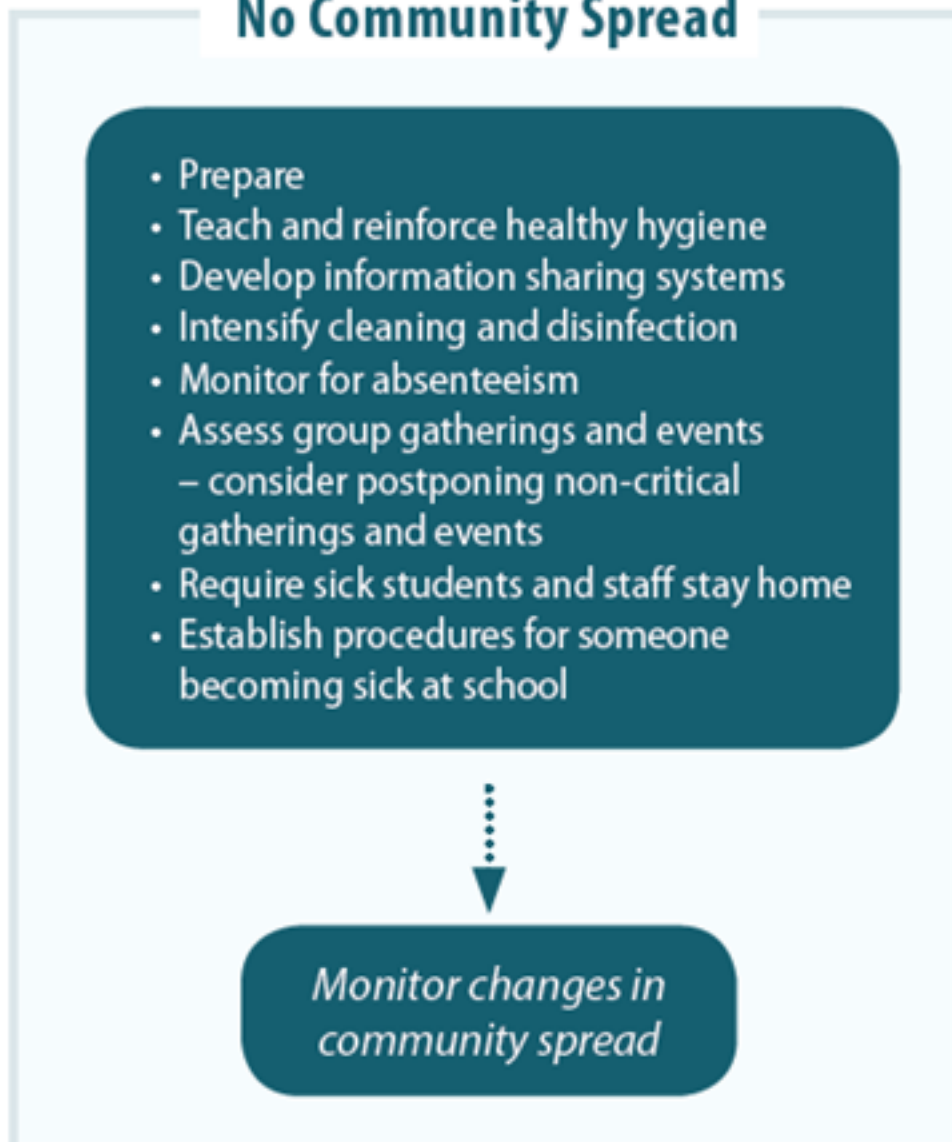 No Community Spread
• Prepare
• Teach and reinforce healthy hygiene
• Develop information sharing systems
• Intensify cleaning and disinfection
• Monitor for absenteeism
• Assess group gatherings and events
– consider postponing non-critical
gatherings and events
• Require sick students and staff stay home
• Establish procedures for someone
becoming sick at school
Monitor changes in
community spread